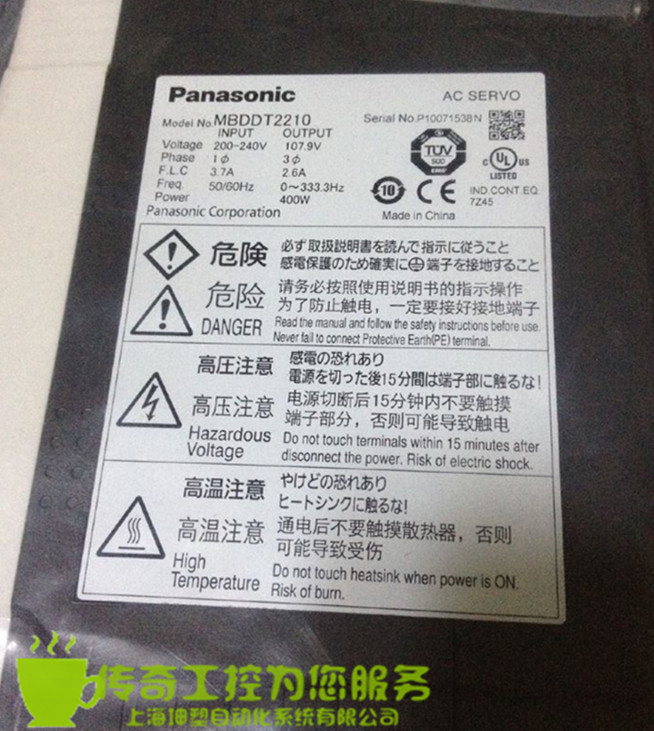 Panasonic
AC SERVO
Model No. MBDDT2210
Serial No. P10071538N
INPUT OUTPUT
Voltage 200-240V 107.9V
Phase 1ϕ 3ϕ
F.L.C 3.7A 2.6A
Freq. 50/60Hz 0~333.3Hz
Power 400W
Panasonic Corporation
TÜV
SUD
C UL US
LISTED
10
CE
IND.CONT.EQ.
7Z45
Made in China
危険
必ず取扱説明書を読んで指示に従うこと
感電保護のため確実に⏚端子を接地すること
危险
请务必按照使用说明书的指示操作
为了防止触电，一定要接好接地端子
DANGER
Read the manual and follow the safety instructions before use.
Never fail to connect Protective Earth(PE) terminal.
高圧注意
感電の恐れあり
電源を切った後15分間は端子部に触るな!
高压注意
电源切断后15分钟内不要触摸
端子部分，否则可能导致触电
Hazardous
Voltage
Do not touch terminals within 15 minutes after
disconnect the power. Risk of electric shock.
高温注意
やけどの恐れあり
ヒートシンクに触るな!
高温注意
通电后不要触摸散热器，否则
可能导致受伤
High
Temperature
Do not touch heatsink when power is ON.
Risk of burn.
传奇工控为您服务
上海坤塑自动化系统有限公司